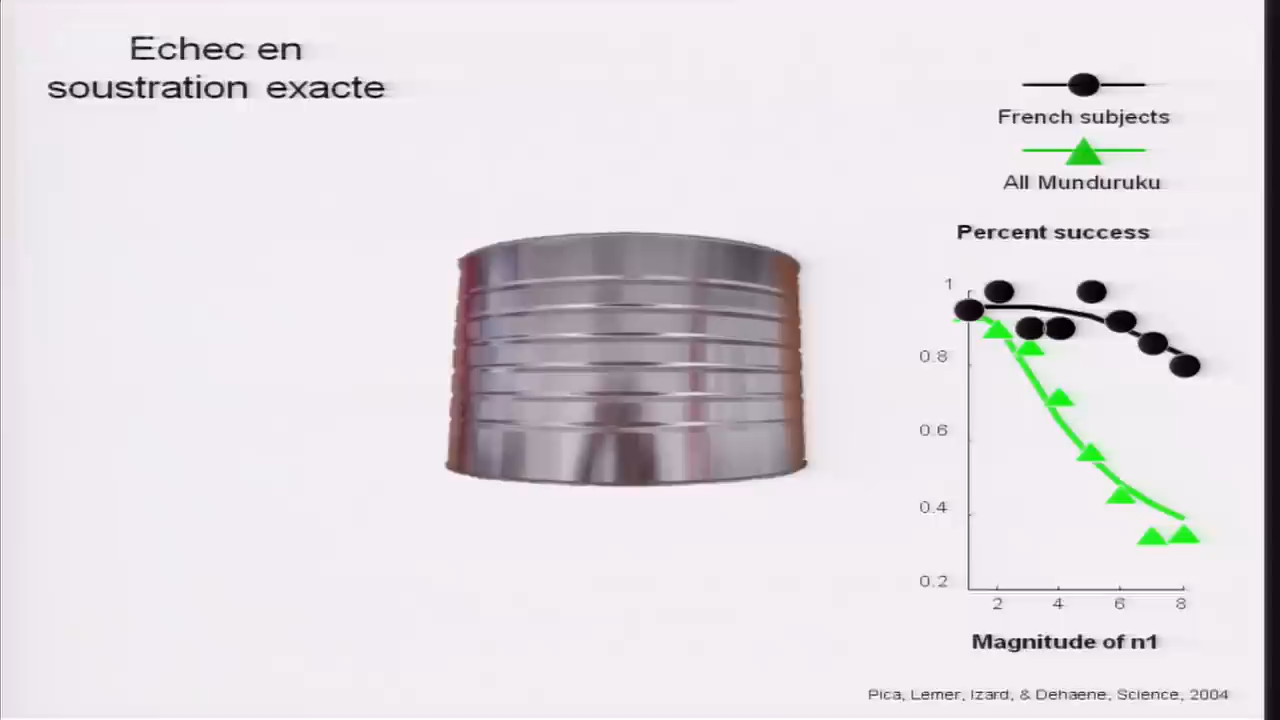 Echec en
soustration exacte
French subjects
All Munduruku
Percent success
1
0.8
0.6
0.4
0.2
2 4 6 8
Magnitude of n1
Pica, Lemer, Izard, & Dehaene, Science, 2004